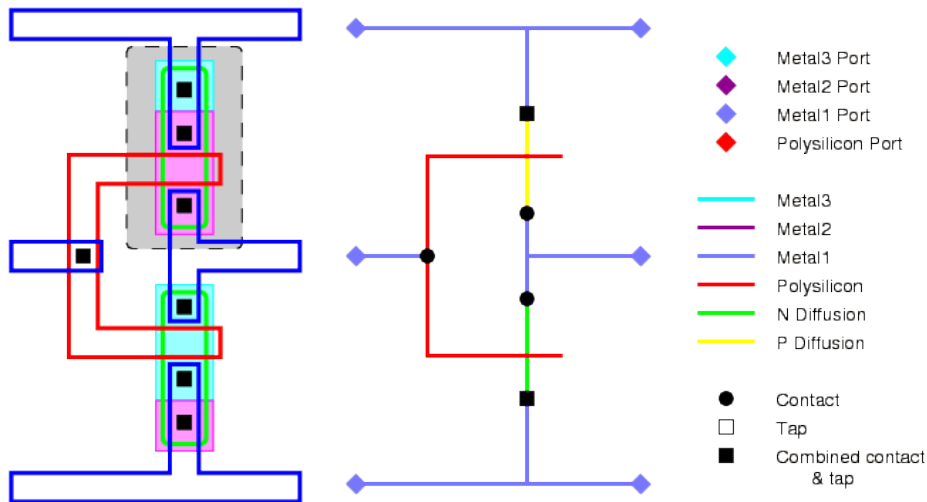 Metal3 Port
Metal2 Port
Metal1 Port
Polysilicon Port
Metal3
Metal2
Metal1
Polysilicon
N Diffusion
P Diffusion
Contact
Tap
Combined contact
& tap